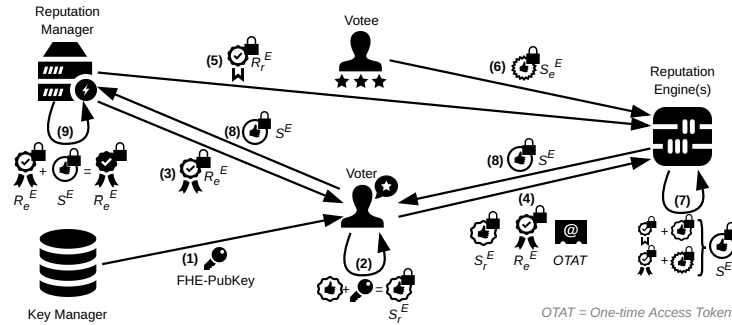 Reputation
Manager
Votee
(5) R_r^E
(6) S_e^E
Reputation
Engine(s)
(9)
(8) S^E
(3) R_e^E
(8) S^E
Voter
(4)
(7)
+ =
R_e^E S^E R_e^E
(1)
FHE-PubKey
(2)
+ =
S_r^E
@
S_r^E R_e^E OTAT
+
+
S^E
Key Manager
OTAT = One-time Access Token